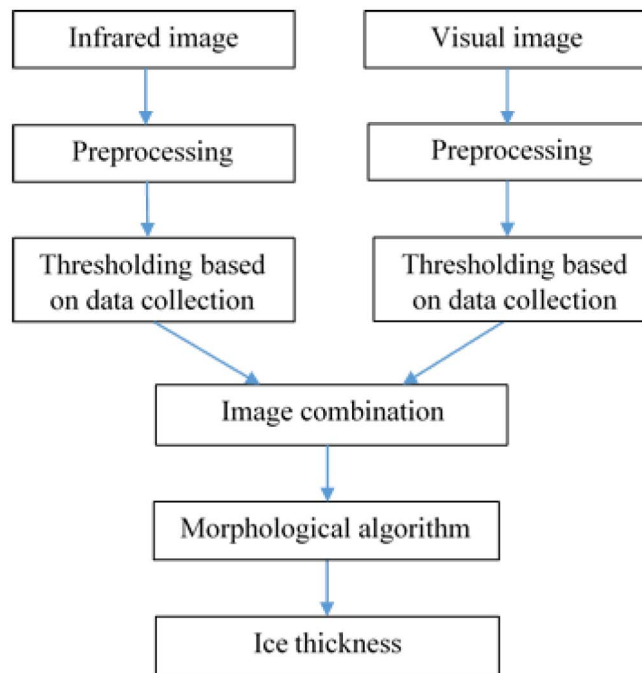 Infrared image
Visual image
Preprocessing
Preprocessing
Thresholding based
on data collection
Thresholding based
on data collection
Image combination
Morphological algorithm
Ice thickness